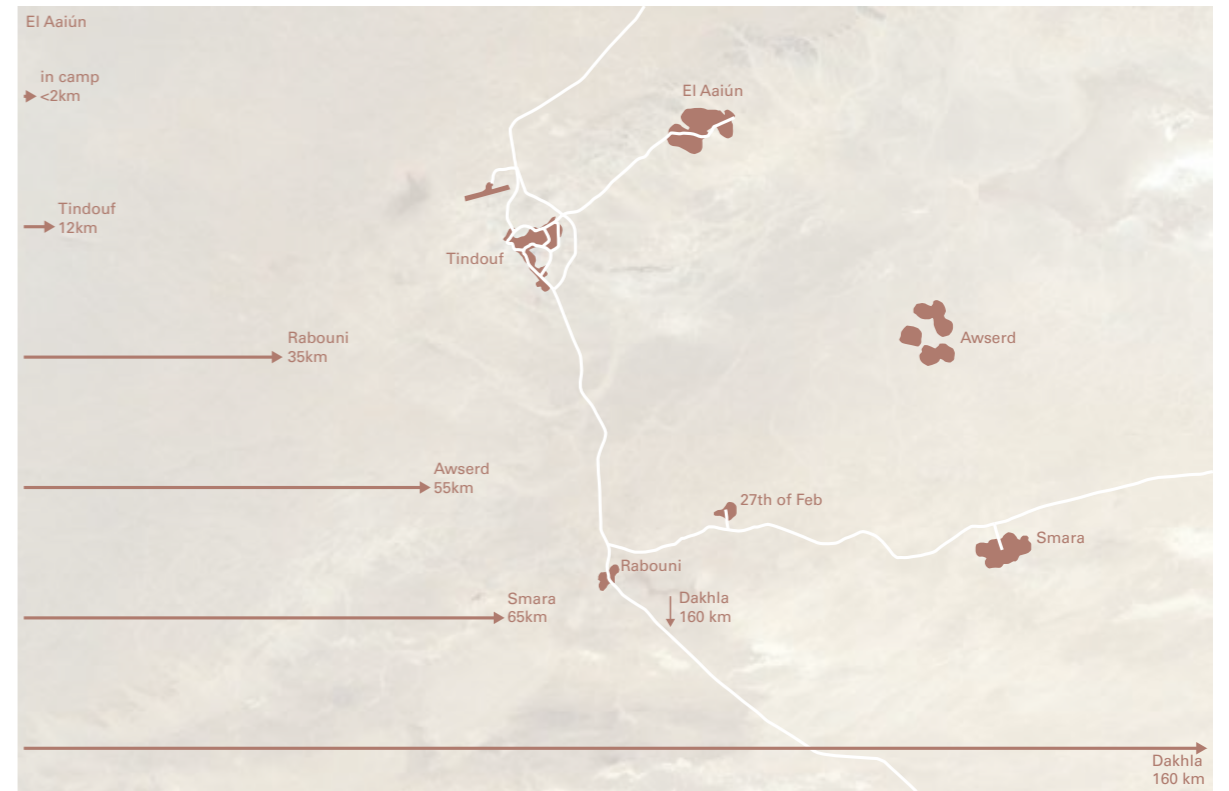 El Aaiún
in camp
<2km
El Aaiún
Tindouf
12km
Tindouf
Rabouni
35km
Awserd
Awserd
55km
27th of Feb
Smara
Rabouni
Smara
65km
Dakhla
160 km
Dakhla
160 km